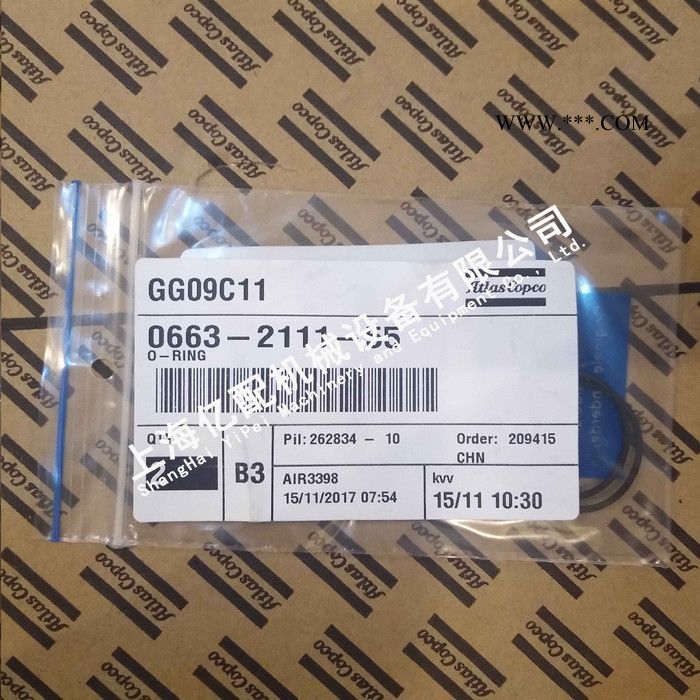 WWW.***.COM
GG09C11
Atlas Copco
O-RING
Pil: 262834 - 10
Order: 209415
CHN
B3
AIR3398
15/11/2017 07:54
kvv
15/11 10:30
上海亿配机械设备有限公司
ShangHai YiPei Machinery and Equipment Co., Ltd.
Atlas Copco